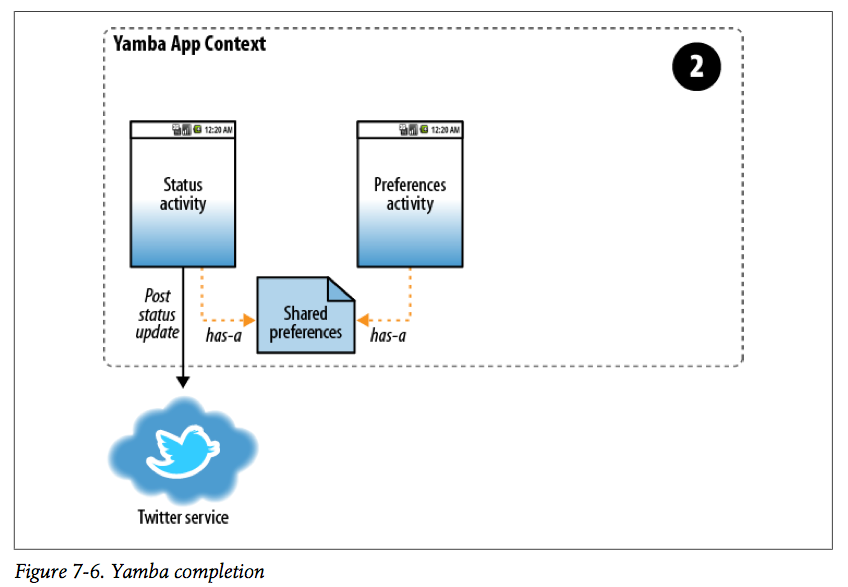 Yamba App Context
2
12:20 AM
12:20 AM
Status
activity
Preferences
activity
Post
status
update
has-a
Shared
preferences
has-a
Twitter service
Figure 7-6. Yamba completion